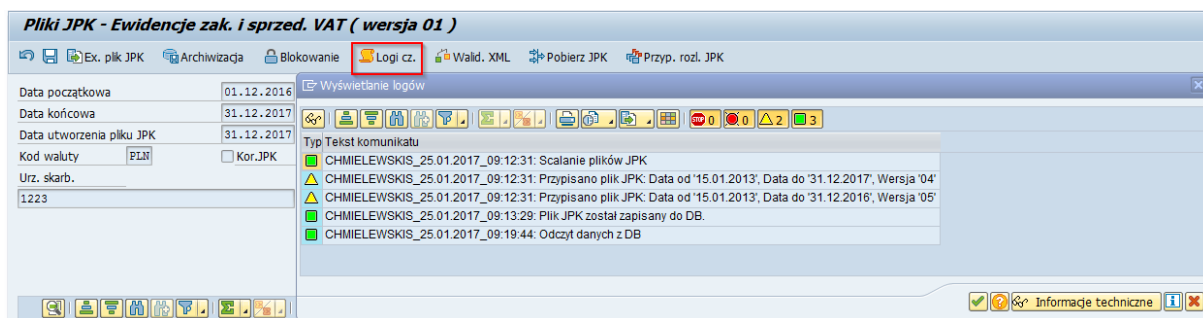 Pliki JPK - Ewidencje zak. i sprzed. VAT ( wersja 01 )
Ex. plik JPK Archiwizacja Blokowanie Logi cz. Walid. XML Pobierz JPK Przyp. rozl. JPK
Data początkowa 01.12.2016
Data końcowa 31.12.2017
Data utworzenia pliku JPK 31.12.2017
Kod waluty PLN Kor.JPK
Urz. skarb.
1223
Wyświetlanie logów
STOP 0 0 2 3
Typ Tekst komunikatu
CHMIELEWSKIS_25.01.2017_09:12:31: Scalanie plików JPK
CHMIELEWSKIS_25.01.2017_09:12:31: Przypisano plik JPK: Data od '15.01.2013', Data do '31.12.2017', Wersja '04'
CHMIELEWSKIS_25.01.2017_09:12:31: Przypisano plik JPK: Data od '15.01.2013', Data do '31.12.2016', Wersja '05'
CHMIELEWSKIS_25.01.2017_09:13:29: Plik JPK został zapisany do DB.
CHMIELEWSKIS_25.01.2017_09:19:44: Odczyt danych z DB
Informacje techniczne